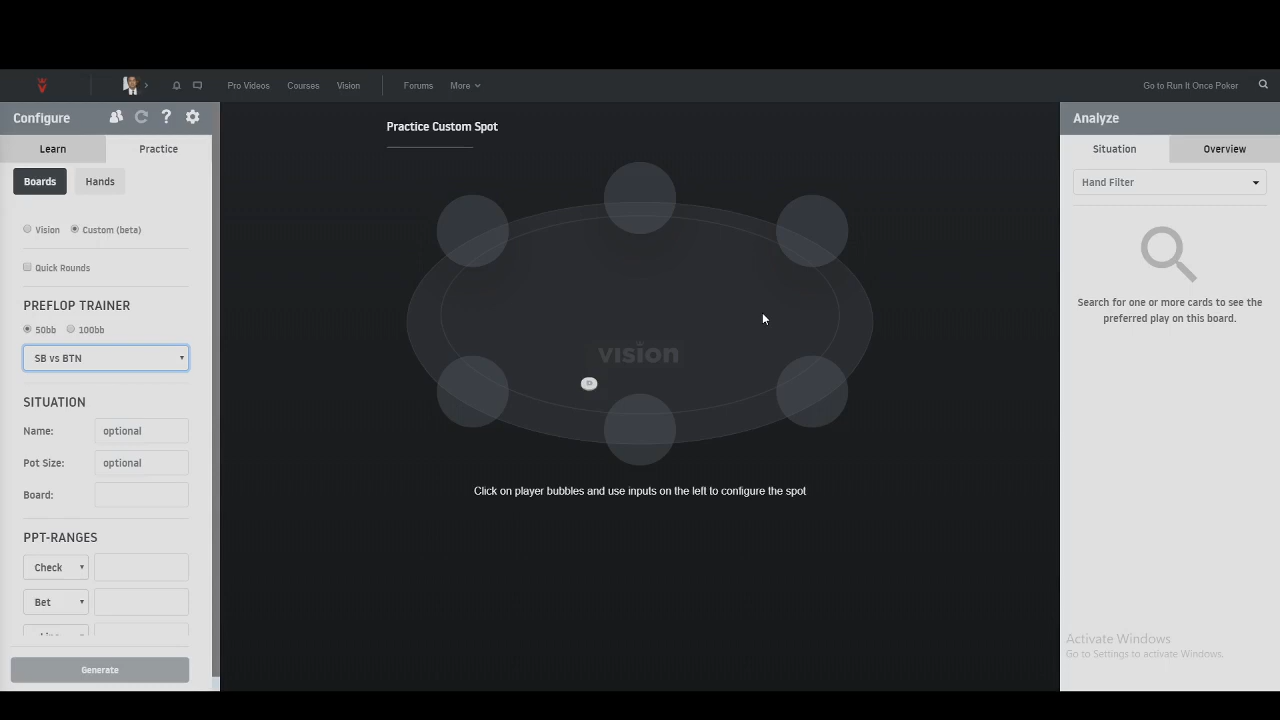 Pro Videos
Courses
Vision
Forums
More
Go to Run It Once Poker
Configure
?
Learn
Practice
Boards
Hands
Vision
Custom (beta)
Quick Rounds
PREFLOP TRAINER
50bb
100bb
SB vs BTN
SITUATION
Name:
optional
Pot Size:
optional
Board:
PPT-RANGES
Check
Bet
Generate
Practice Custom Spot
vision
D
Click on player bubbles and use inputs on the left to configure the spot
Analyze
Situation
Overview
Hand Filter
Search for one or more cards to see the
preferred play on this board.
Activate Windows
Go to Settings to activate Windows.